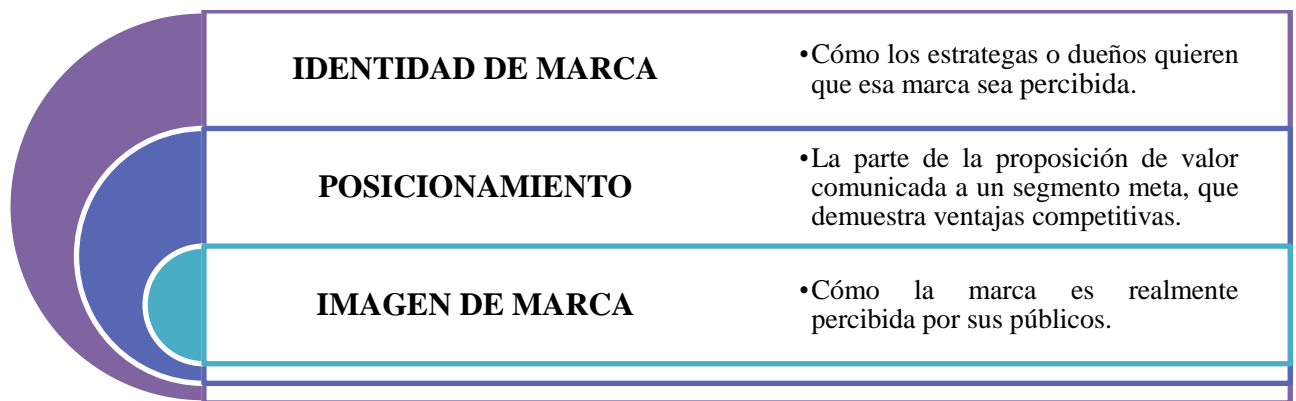 IDENTIDAD DE MARCA
•Cómo los estrategas o dueños quieren
que esa marca sea percibida.
POSICIONAMIENTO
•La parte de la proposición de valor
comunicada a un segmento meta, que
demuestra ventajas competitivas.
IMAGEN DE MARCA
•Cómo la marca es realmente
percibida por sus públicos.